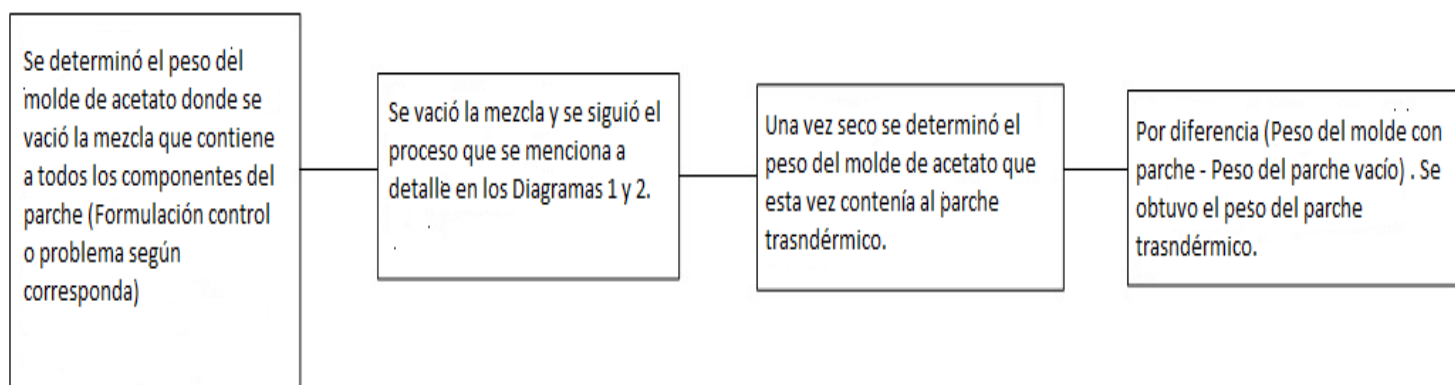 Se determinó el peso del
molde de acetato donde se
vació la mezcla que contiene
a todos los componentes del
parche (Formulación control
o problema según
corresponda)
Se vació la mezcla y se siguió el
proceso que se menciona a
detalle en los Diagramas 1 y 2.
Una vez seco se determinó el
peso del molde de acetato que
esta vez contenía al parche
trasndérmico.
Por diferencia (Peso del molde con
parche - Peso del parche vacío) . Se
obtuvo el peso del parche
trasndérmico.